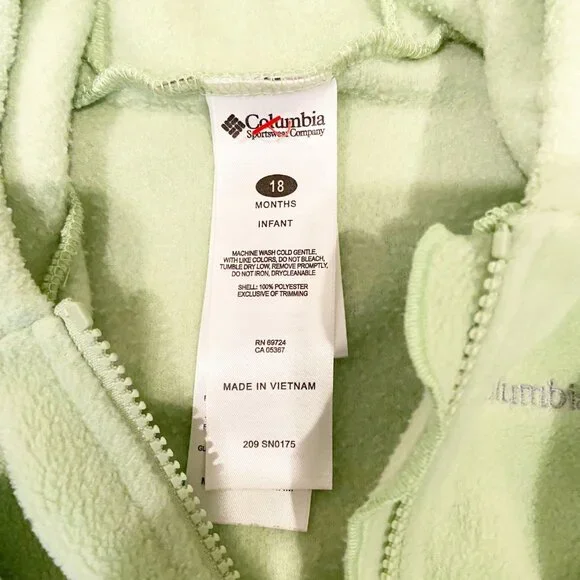 Columbia
Sportswear Company
18
MONTHS
INFANT
MACHINE WASH COLD GENTLE,
WITH LIKE COLORS, DO NOT BLEACH,
TUMBLE DRY LOW, REMOVE PROMPTLY,
DO NOT IRON, DRYCLEANABLE
SHELL: 100% POLYESTER
EXCLUSIVE OF TRIMMING
RN 69724
CA 05367
MADE IN VIETNAM
209 SN0175
lumbia